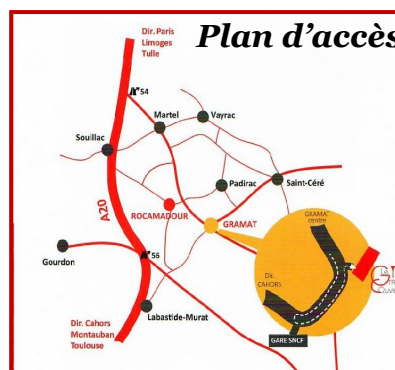 Plan d’accès
Dir. Paris
Limoges
Tulle
54
Martel
Vayrac
Souillac
Padirac
Saint-Céré
ROCAMADOUR
GRAMAT
A20
GRAMAT
centre
Gourdon
55
Dir.
CAHORS
Labastide-Murat
GARE SNCF
Dir. Cahors
Montauban
Toulouse